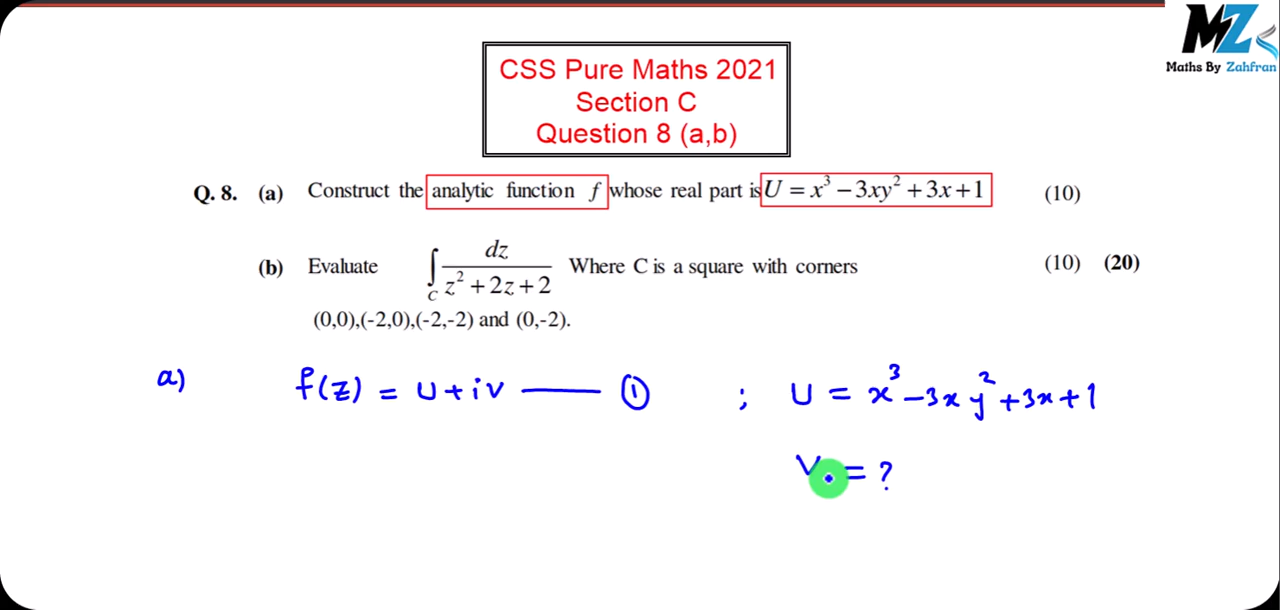 MZ
Maths By Zahfran
CSS Pure Maths 2021
Section C
Question 8 (a,b)
Q. 8. (a) Construct the analytic function f whose real part is U = x³ − 3xy² + 3x + 1 (10)
(b) Evaluate ∫_C dz/(z² + 2z + 2) Where C is a square with corners (10) (20)
(0,0),(-2,0),(-2,-2) and (0,-2).
a) f(z) = U + iV —— ① ; U = x³ − 3xy² + 3x + 1
V = ?